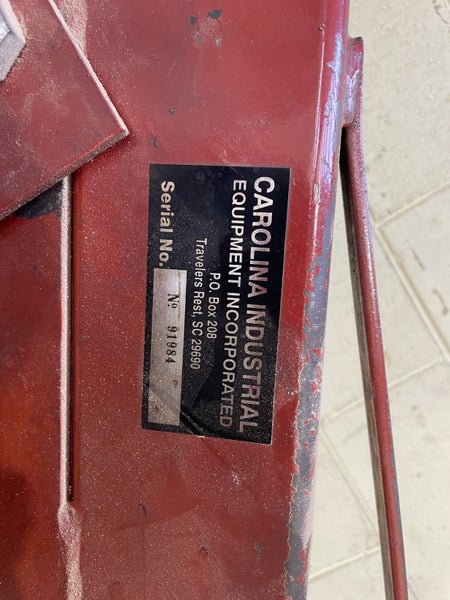 CAROLINA INDUSTRIAL
EQUIPMENT INCORPORATED
P.O. Box 208
Travelers Rest, SC 29690
Serial No. Nº 91984